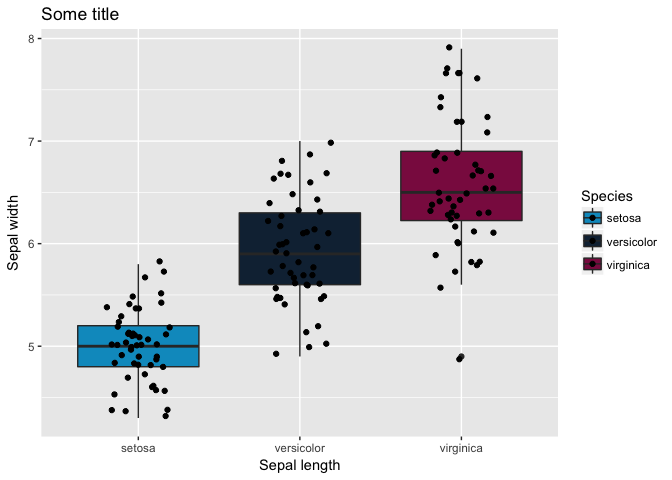 Some title
8
7
6
5
Sepal width
setosa
versicolor
virginica
Sepal length
Species
setosa
versicolor
virginica